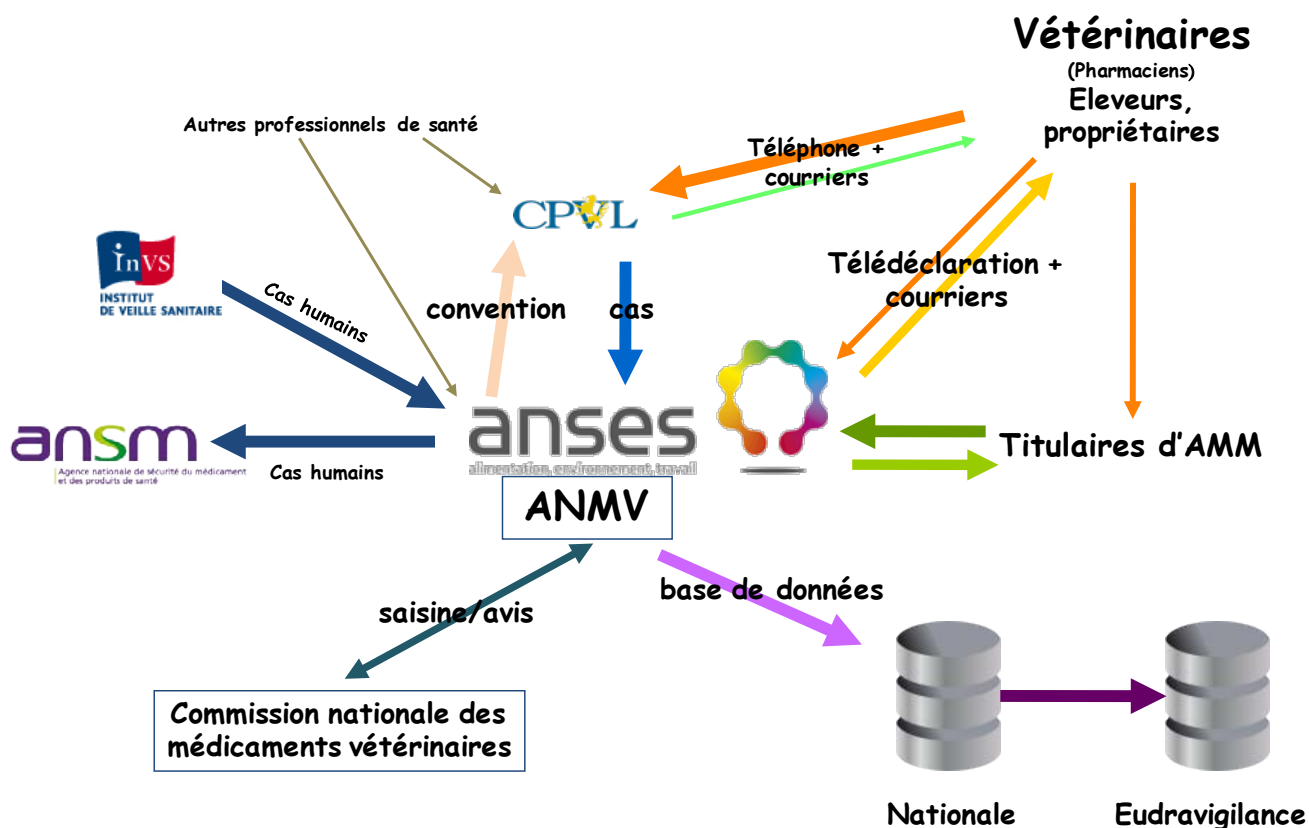 Vétérinaires
(Pharmaciens)
Eleveurs,
propriétaires
Autres professionnels de santé
Téléphone +
courriers
CPVL
InVS
INSTITUT
DE VEILLE SANITAIRE
Cas humains
convention
cas
Télédéclaration +
courriers
ansm
Agence nationale de sécurité du médicament
et des produits de santé
Cas humains
anses
alimentation, environnement, travail
ANMV
Titulaires d'AMM
saisine/avis
base de données
Commission nationale des
médicaments vétérinaires
Nationale
Eudravigilance